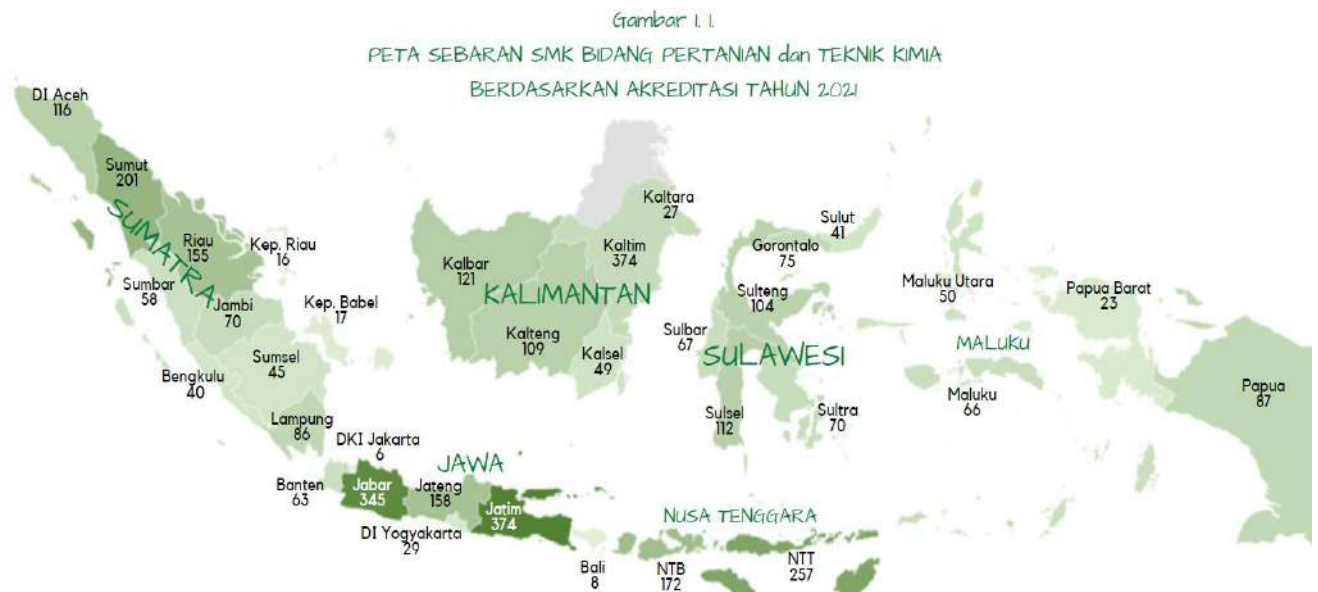 Gambar 1. 1.
PETA SEBARAN SMK BIDANG PERTANIAN dan TEKNIK KIMIA
BERDASARKAN AKREDITASI TAHUN 2021
DI Aceh
116
Sumut
201
SUMATRA
Riau
155
Kep. Riau
16
Sumbar
58
Jambi
70
Kep. Babel
17
Sumsel
45
Bengkulu
40
Lampung
86
Kaltara
27
Kaltim
374
Kalbar
121
KALIMANTAN
Kalteng
109
Kalsel
49
Sulut
41
Gorontalo
75
Sulteng
104
Sulbar
67
SULAWESI
Sulsel
112
Sultra
70
Maluku Utara
50
MALUKU
Maluku
66
Papua Barat
23
Papua
87
DKI Jakarta
6
JAWA
Banten
63
Jabar
345
Jateng
158
Jatim
374
DI Yogyakarta
29
NUSA TENGGARA
Bali
8
NTB
172
NTT
257